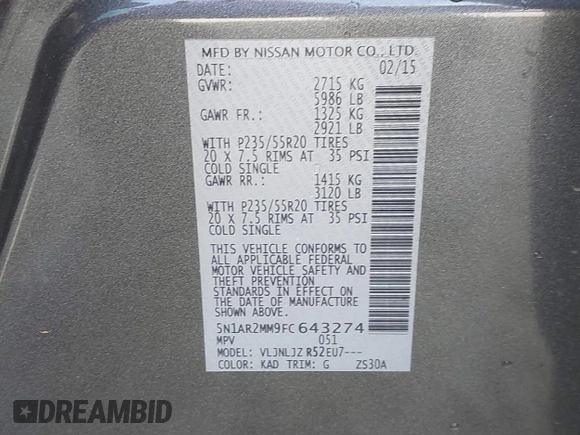 MFD BY NISSAN MOTOR CO., LTD.
DATE: 02/15
GVWR: 2715 KG
5986 LB
GAWR FR.: 1325 KG
2921 LB
WITH P235/55R20 TIRES
20 X 7.5 RIMS AT 35 PSI
COLD SINGLE
GAWR RR.: 1415 KG
3120 LB
WITH P235/55R20 TIRES
20 X 7.5 RIMS AT 35 PSI
COLD SINGLE
THIS VEHICLE CONFORMS TO
ALL APPLICABLE FEDERAL
MOTOR VEHICLE SAFETY AND
THEFT PREVENTION
STANDARDS IN EFFECT ON
THE DATE OF MANUFACTURE
SHOWN ABOVE.
5N1AR2MM9FC643274
MPV 051
MODEL: VLJNLJZ R52EU7---
COLOR: KAD TRIM: G ZS30A
DREAMBID